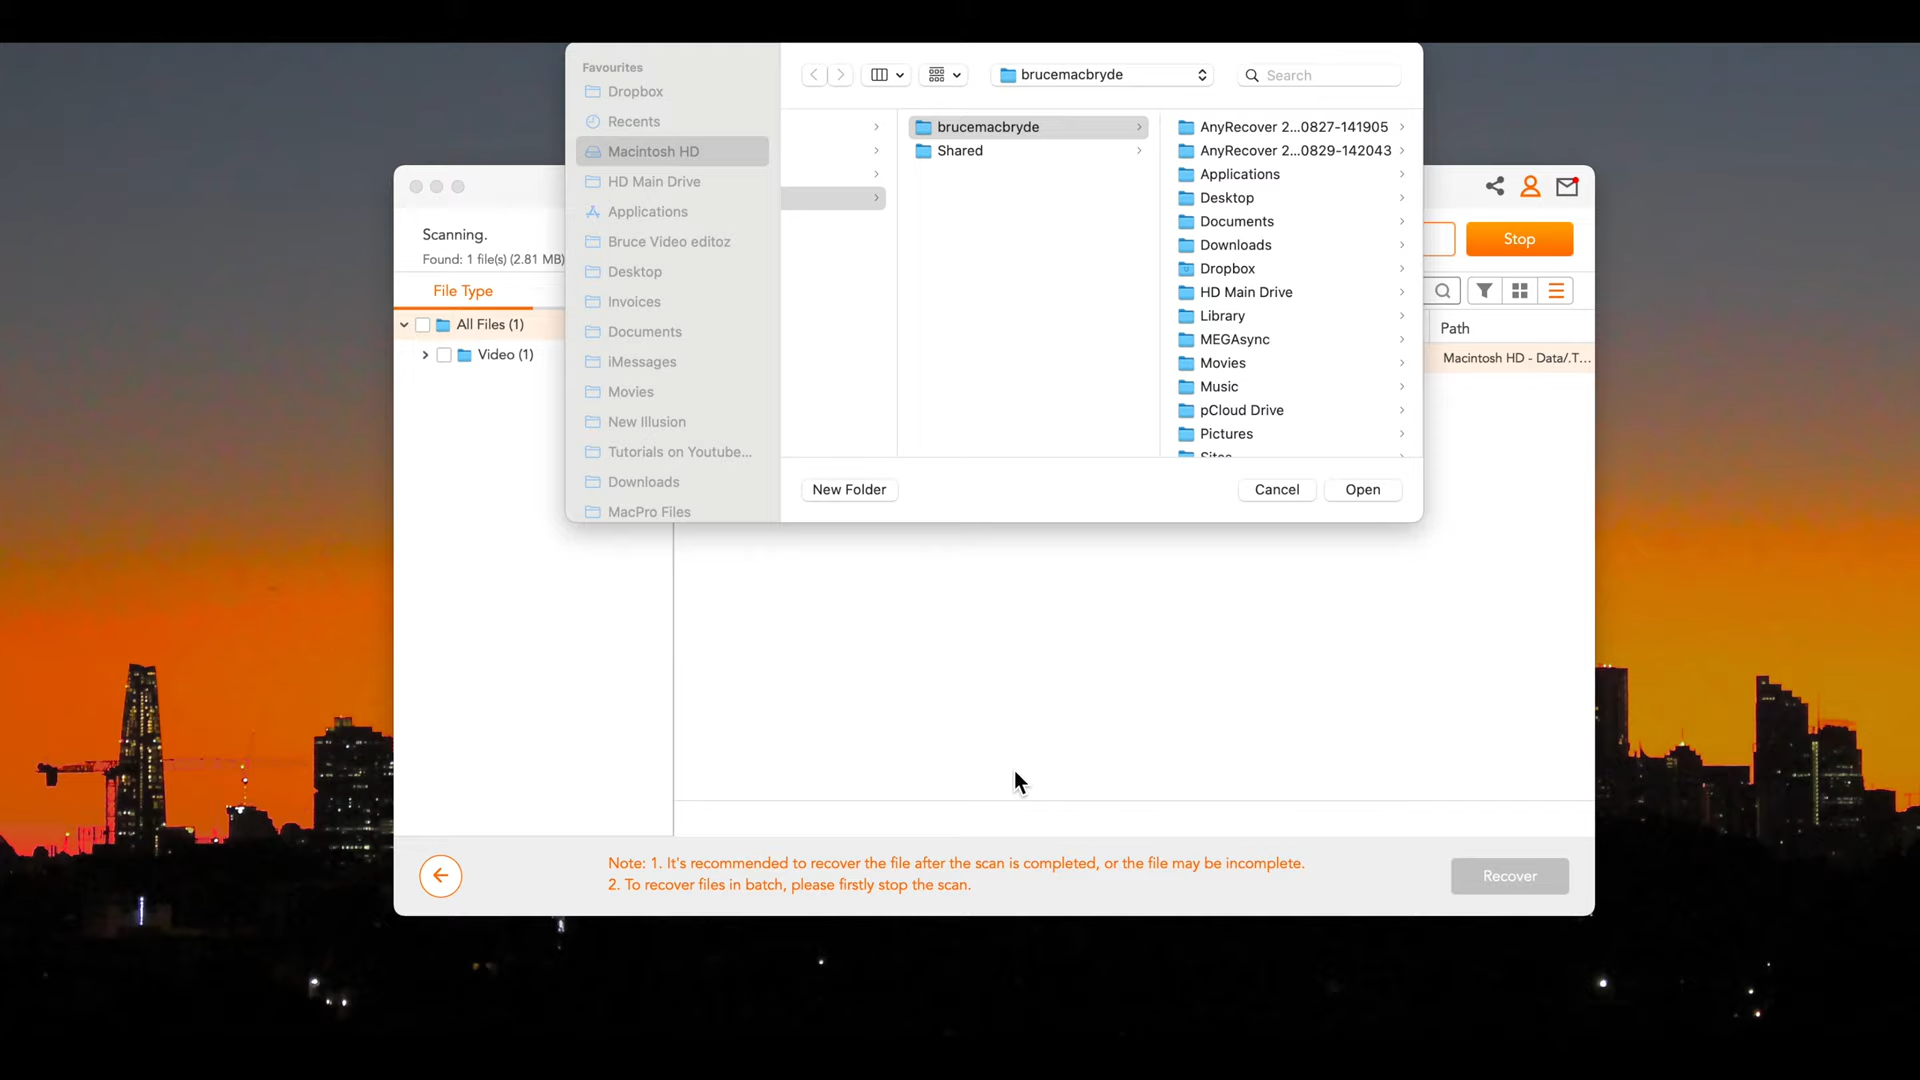 Favourites
Dropbox
Recents
Macintosh HD
HD Main Drive
Applications
Bruce Video editoz
Desktop
Invoices
Documents
iMessages
Movies
New Illusion
Tutorials on Youtube...
Downloads
MacPro Files
brucemacbryde
Search
brucemacbryde
Shared
AnyRecover 2...0827-141905
AnyRecover 2...0829-142043
Applications
Desktop
Documents
Downloads
Dropbox
HD Main Drive
Library
MEGAsync
Movies
Music
pCloud Drive
Pictures
Sites
New Folder
Cancel
Open
Scanning.
Found: 1 file(s) (2.81 MB)
Stop
File Type
All Files (1)
Video (1)
Path
Macintosh HD - Data/.T...
Note: 1. It's recommended to recover the file after the scan is completed, or the file may be incomplete.
2. To recover files in batch, please firstly stop the scan.
Recover